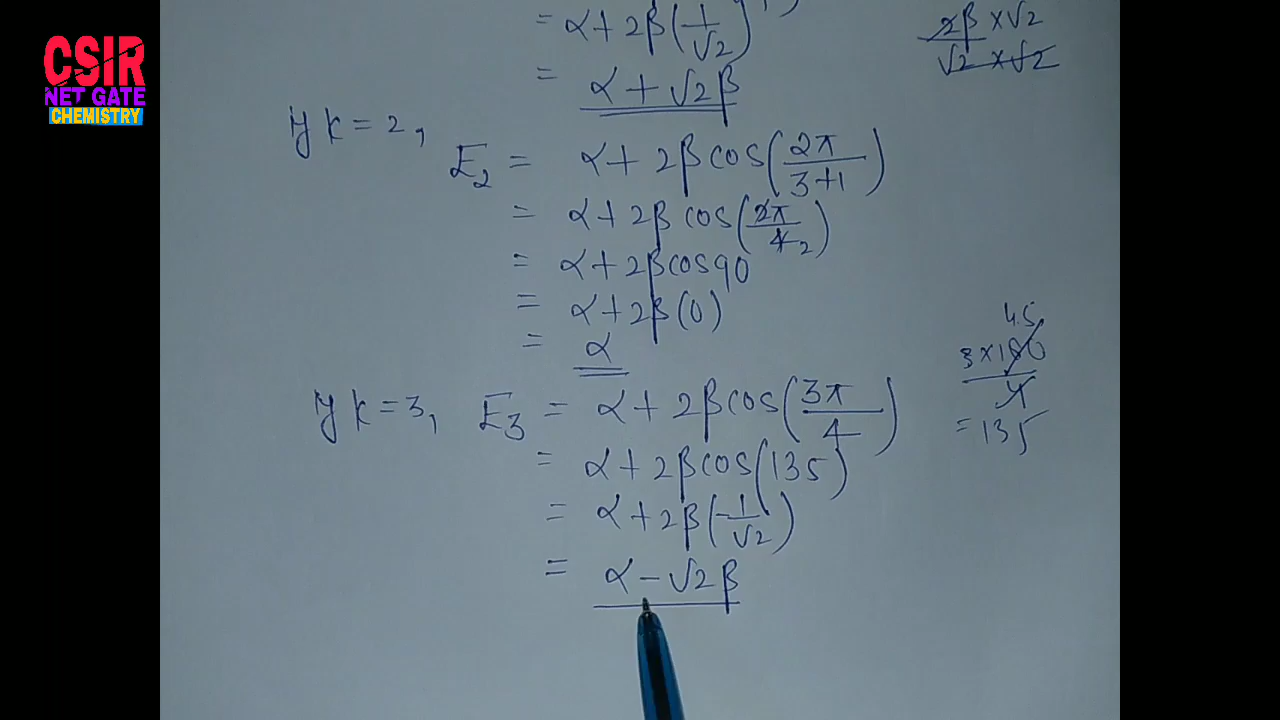 CSIR
NET GATE
CHEMISTRY
= α + 2β(1/√2)
= α + √2β
2β × √2 / √2 × √2
If k = 2,
E2 = α + 2β cos(2π/3+1)
= α + 2β cos(2π/4 2)
= α + 2β cos 90
= α + 2β(0)
= α
If k = 3, E3 = α + 2β cos(3π/4)
45
3 × 180 / 4
= 135
= α + 2β cos(135)
= α + 2β(-1/√2)
= α - √2β